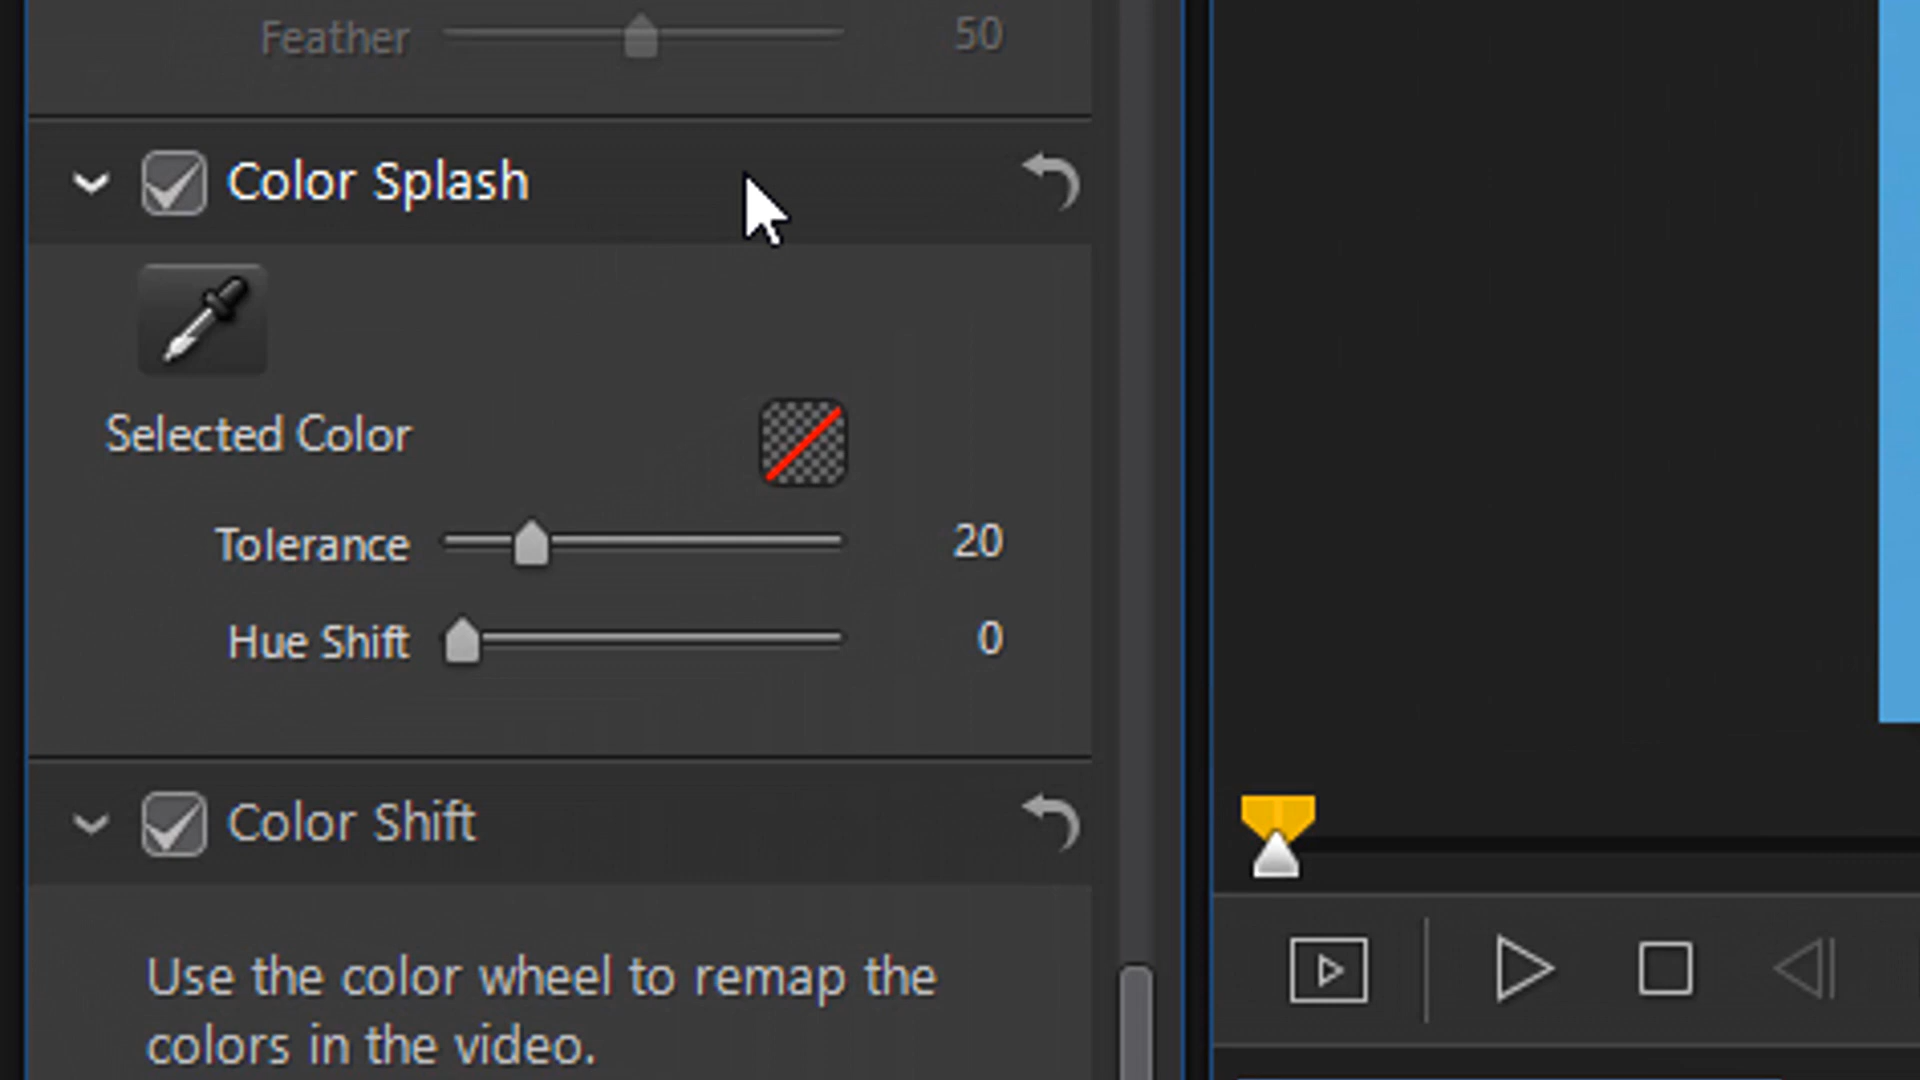 Feather 50
Color Splash
Selected Color
Tolerance 20
Hue Shift 0
Color Shift
Use the color wheel to remap the
colors in the video.